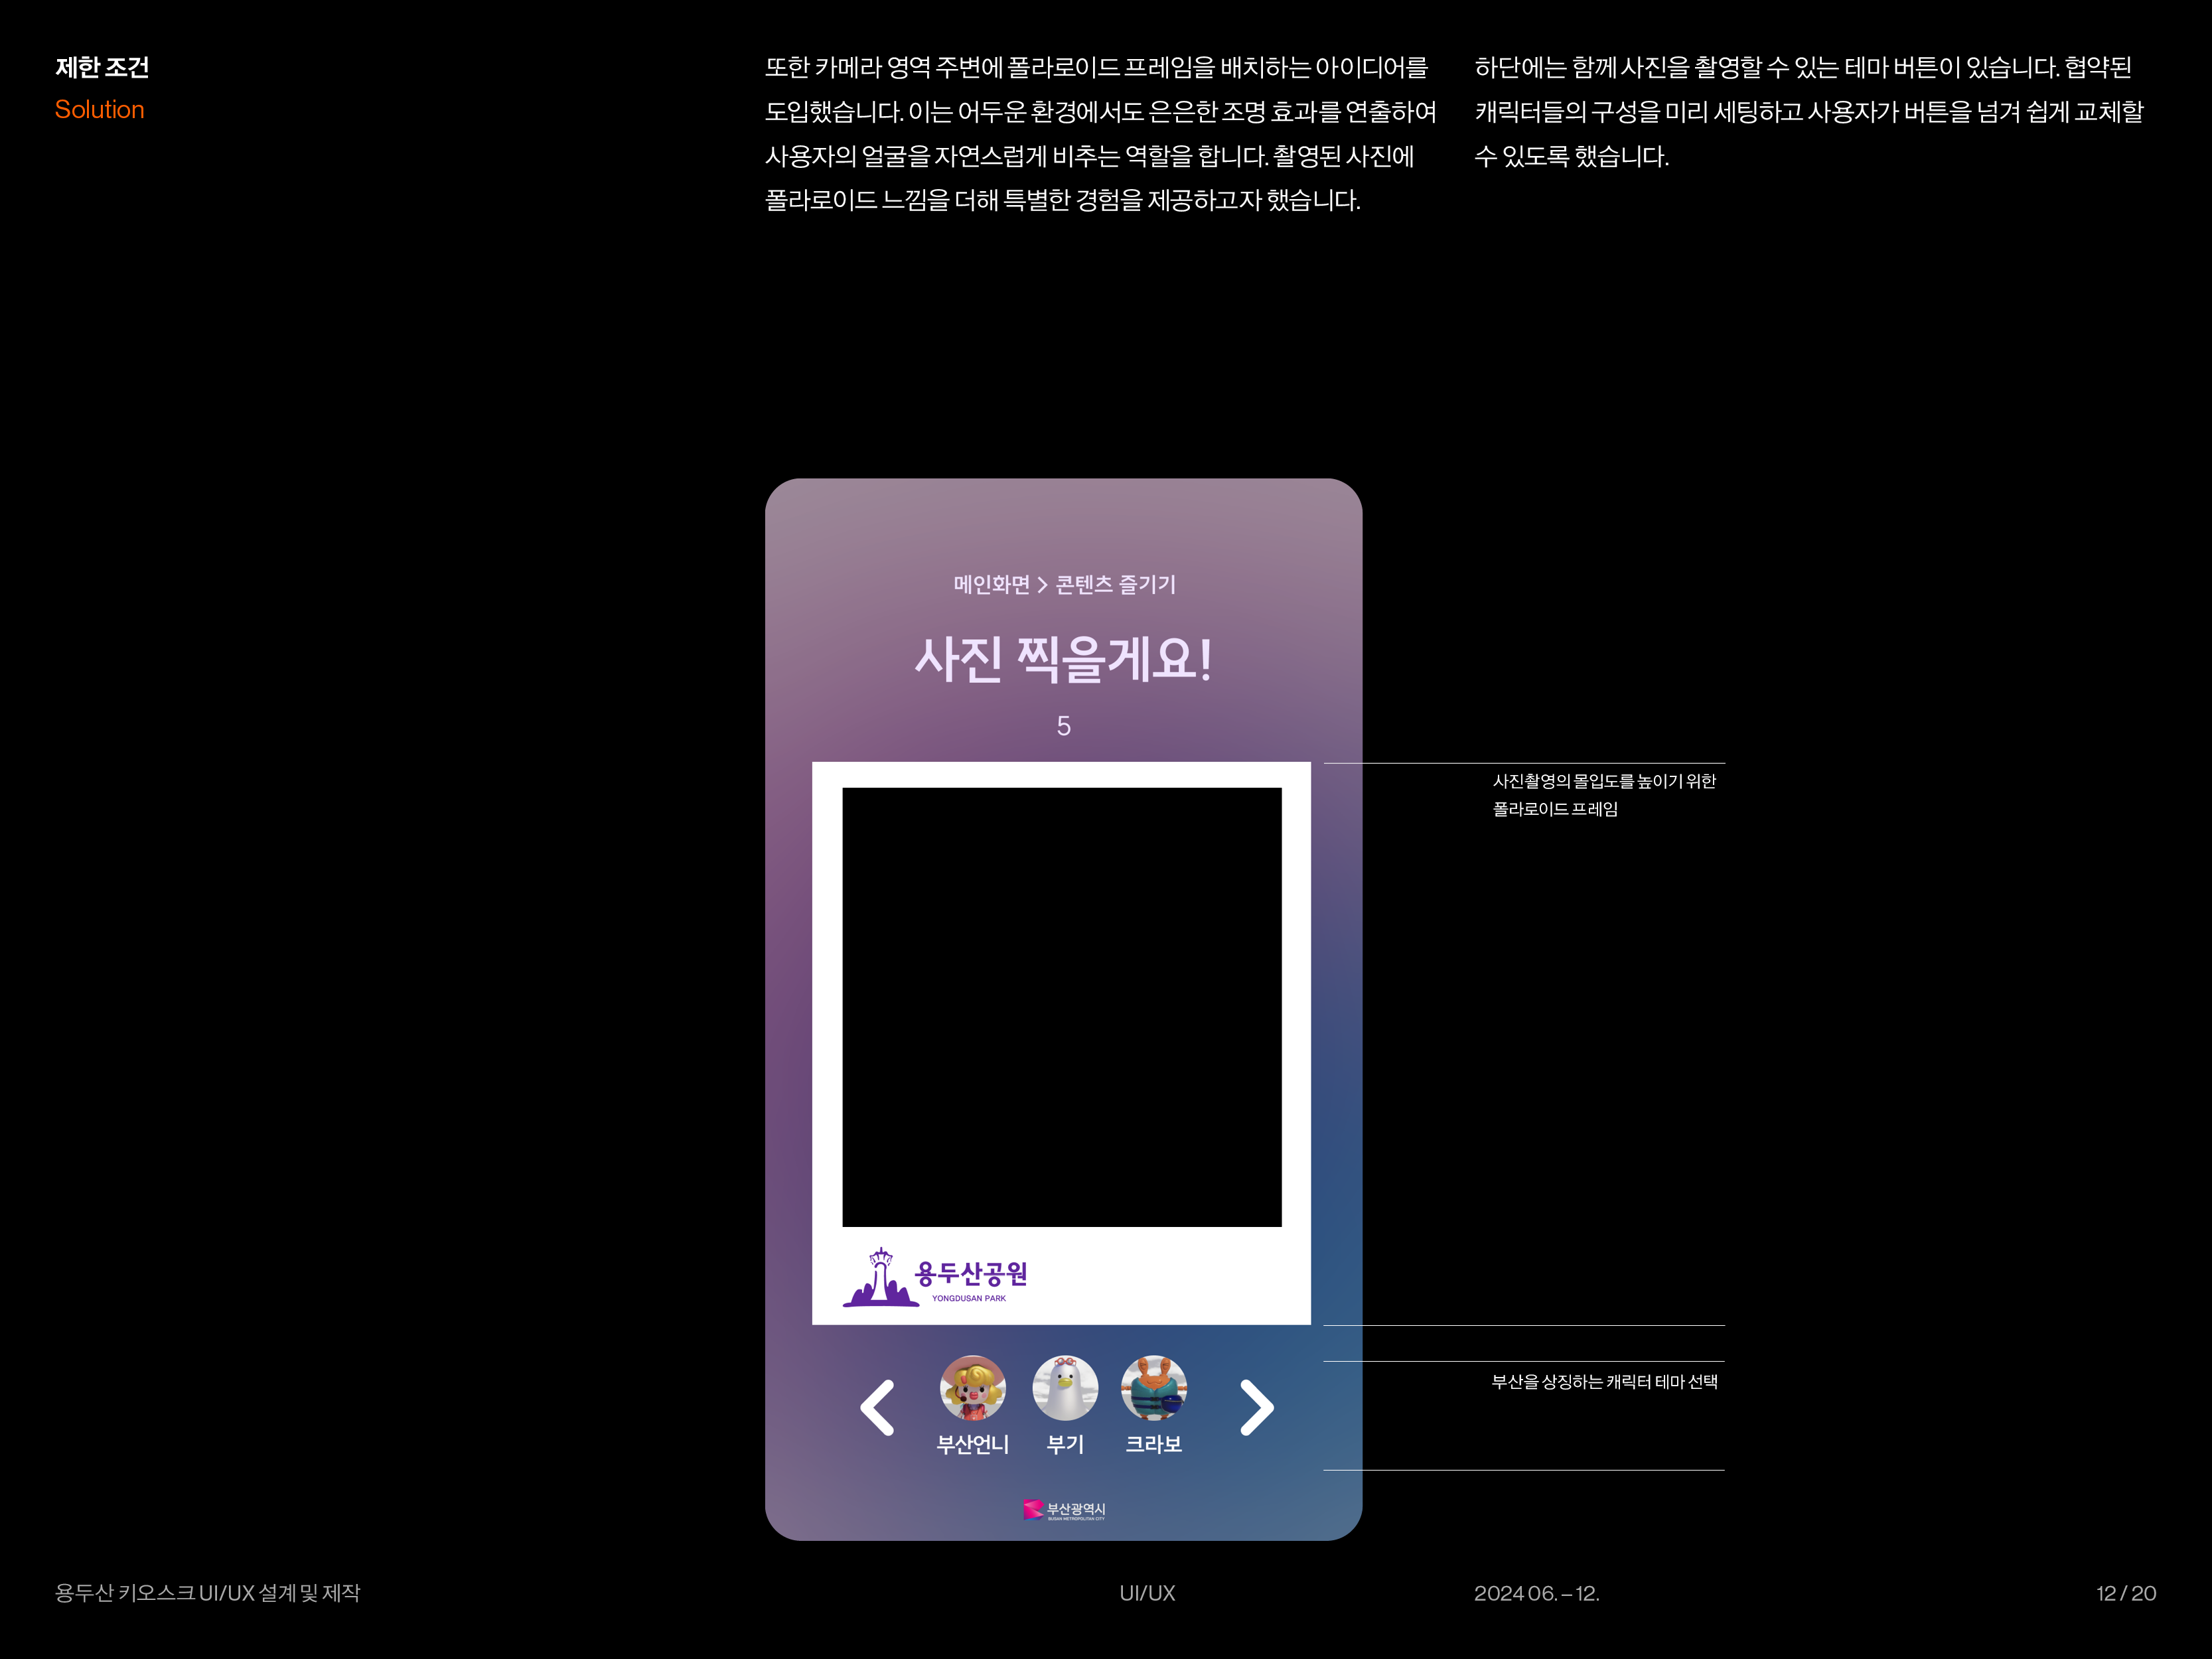 제한 조건
Solution
또한 카메라 영역 주변에 폴라로이드 프레임을 배치하는 아이디어를
도입했습니다. 이는 어두운 환경에서도 은은한 조명 효과를 연출하여
사용자의 얼굴을 자연스럽게 비추는 역할을 합니다. 촬영된 사진에
폴라로이드 느낌을 더해 특별한 경험을 제공하고자 했습니다.
하단에는 함께 사진을 촬영할 수 있는 테마 버튼이 있습니다. 협약된
캐릭터들의 구성을 미리 세팅하고 사용자가 버튼을 넘겨 쉽게 교체할
수 있도록 했습니다.
메인화면 > 콘텐츠 즐기기
사진 찍을게요!
5
사진촬영의 몰입도를 높이기 위한
폴라로이드 프레임
용두산공원
YONGDUSAN PARK
부산을 상징하는 캐릭터 테마 선택
부산언니 부기 크라보
부산광역시
BUSAN METROPOLITAN CITY
용두산 키오스크 UI/UX 설계 및 제작
UI/UX
2024 06. – 12.
12 / 20